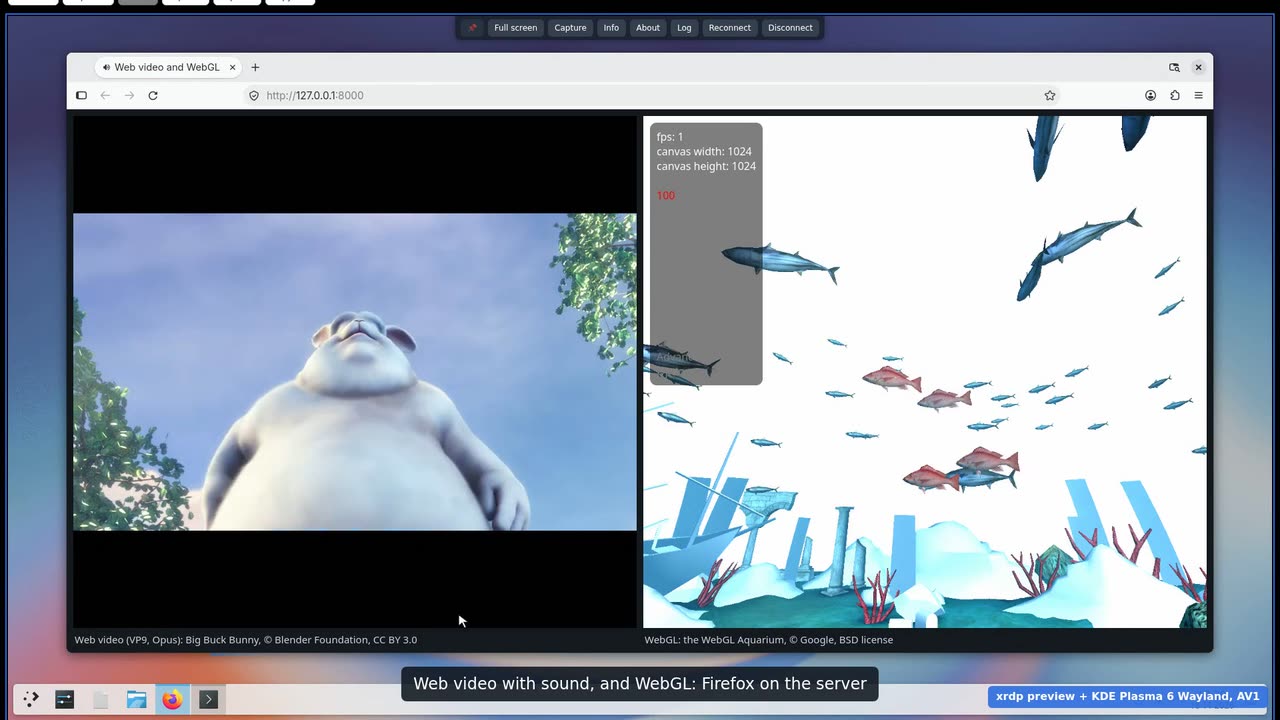 Full screen
Capture
Info
About
Log
Reconnect
Disconnect
Web video and WebGL
http://127.0.0.1:8000
fps: 1
canvas width: 1024
canvas height: 1024
100
Web video (VP9, Opus): Big Buck Bunny, © Blender Foundation, CC BY 3.0
WebGL: the WebGL Aquarium, © Google, BSD license
Web video with sound, and WebGL: Firefox on the server
xrdp preview + KDE Plasma 6 Wayland, AV1